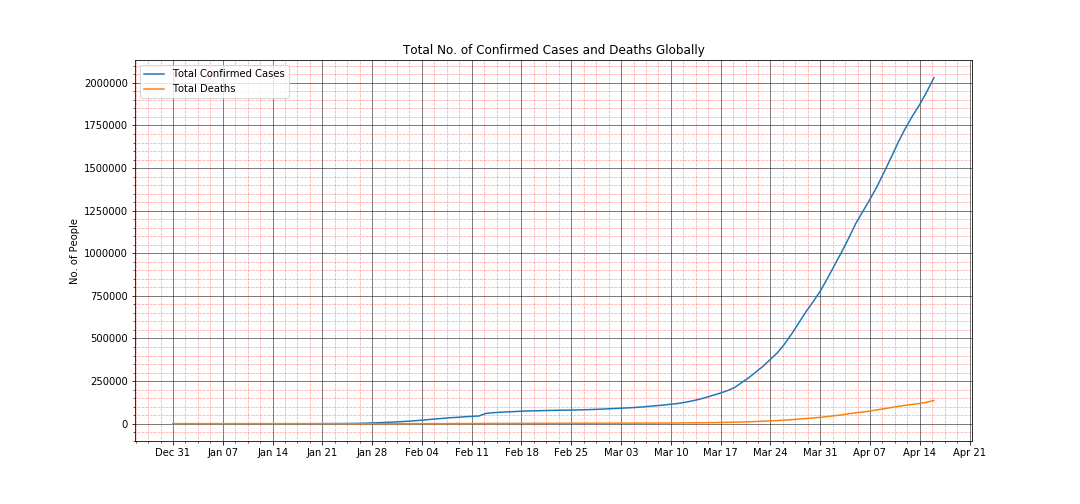 Total No. of Confirmed Cases and Deaths Globally
Total Confirmed Cases
Total Deaths
No. of People
2000000
1750000
1500000
1250000
1000000
750000
500000
250000
0
Dec 31 Jan 07 Jan 14 Jan 21 Jan 28 Feb 04 Feb 11 Feb 18 Feb 25 Mar 03 Mar 10 Mar 17 Mar 24 Mar 31 Apr 07 Apr 14 Apr 21